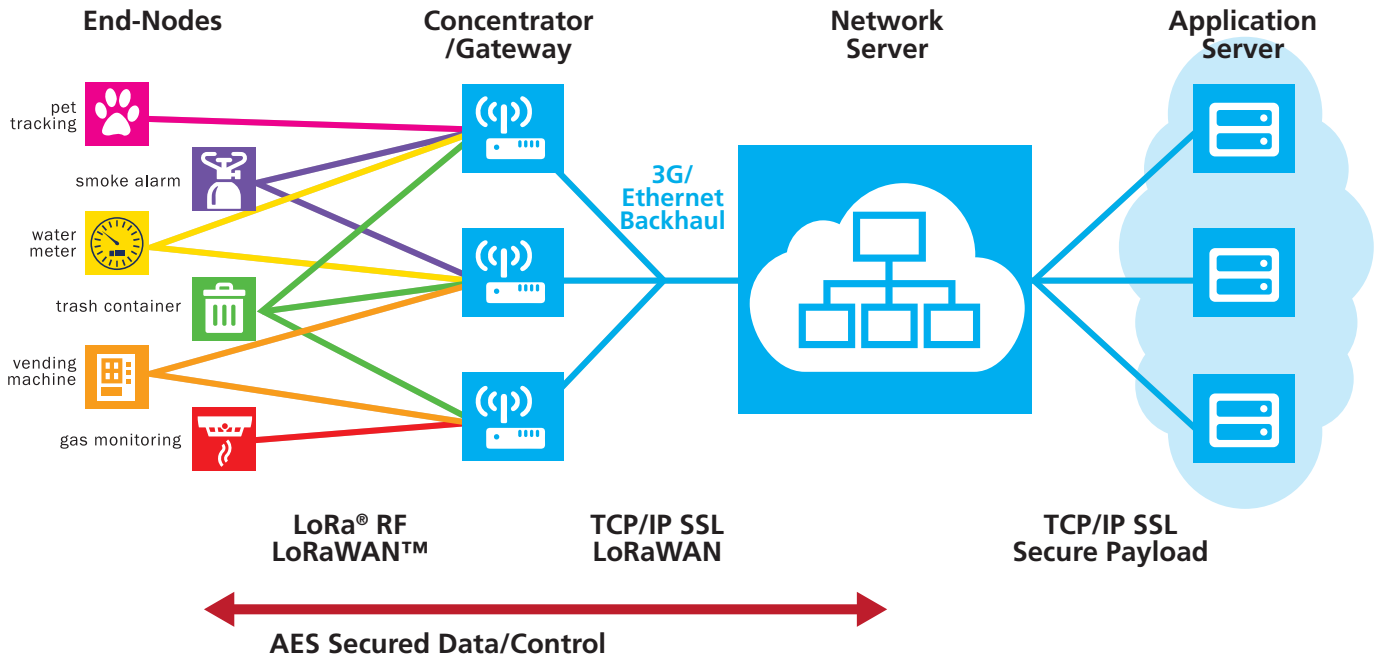 End-Nodes
Concentrator
/Gateway
Network
Server
Application
Server
pet
tracking
smoke alarm
water
meter
trash container
vending
machine
gas monitoring
3G/
Ethernet
Backhaul
LoRa® RF
LoRaWAN™
TCP/IP SSL
LoRaWAN
TCP/IP SSL
Secure Payload
AES Secured Data/Control